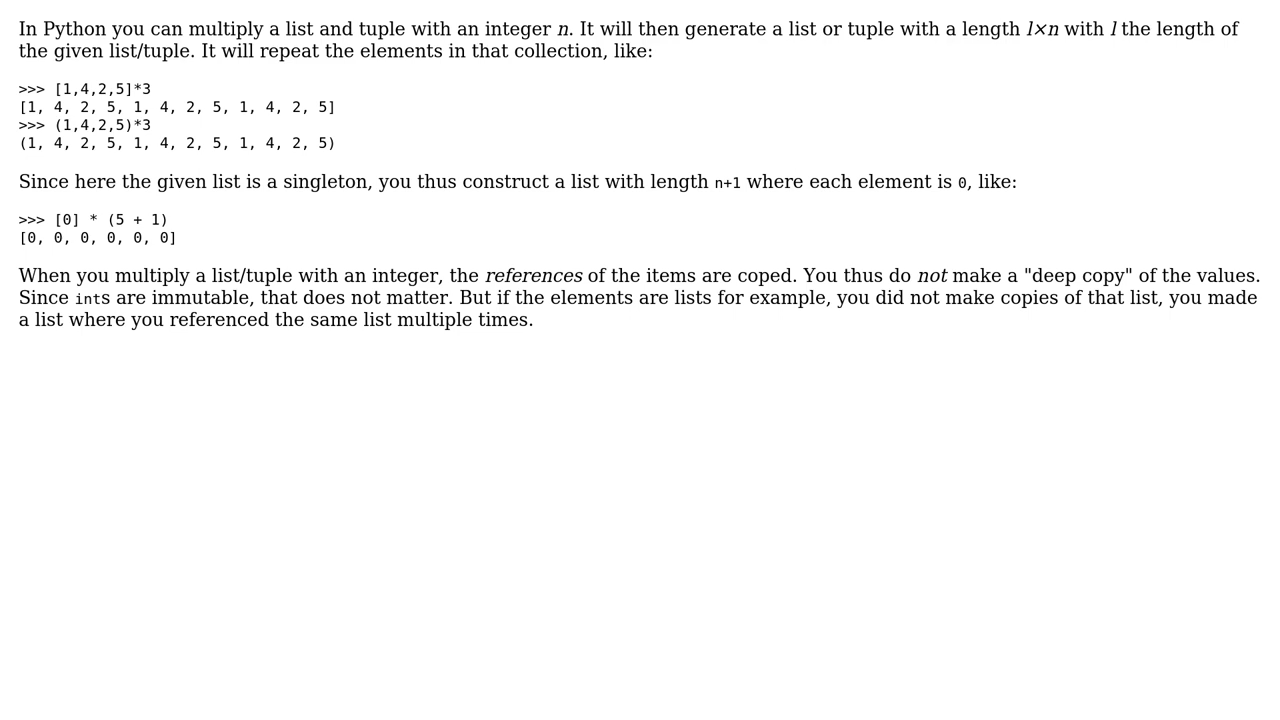 In Python you can multiply a list and tuple with an integer n. It will then generate a list or tuple with a length l×n with l the length of
the given list/tuple. It will repeat the elements in that collection, like:
>>> [1,4,2,5]*3
[1, 4, 2, 5, 1, 4, 2, 5, 1, 4, 2, 5]
>>> (1,4,2,5)*3
(1, 4, 2, 5, 1, 4, 2, 5, 1, 4, 2, 5)
Since here the given list is a singleton, you thus construct a list with length n+1 where each element is 0, like:
>>> [0] * (5 + 1)
[0, 0, 0, 0, 0, 0]
When you multiply a list/tuple with an integer, the references of the items are coped. You thus do not make a "deep copy" of the values.
Since ints are immutable, that does not matter. But if the elements are lists for example, you did not make copies of that list, you made
a list where you referenced the same list multiple times.